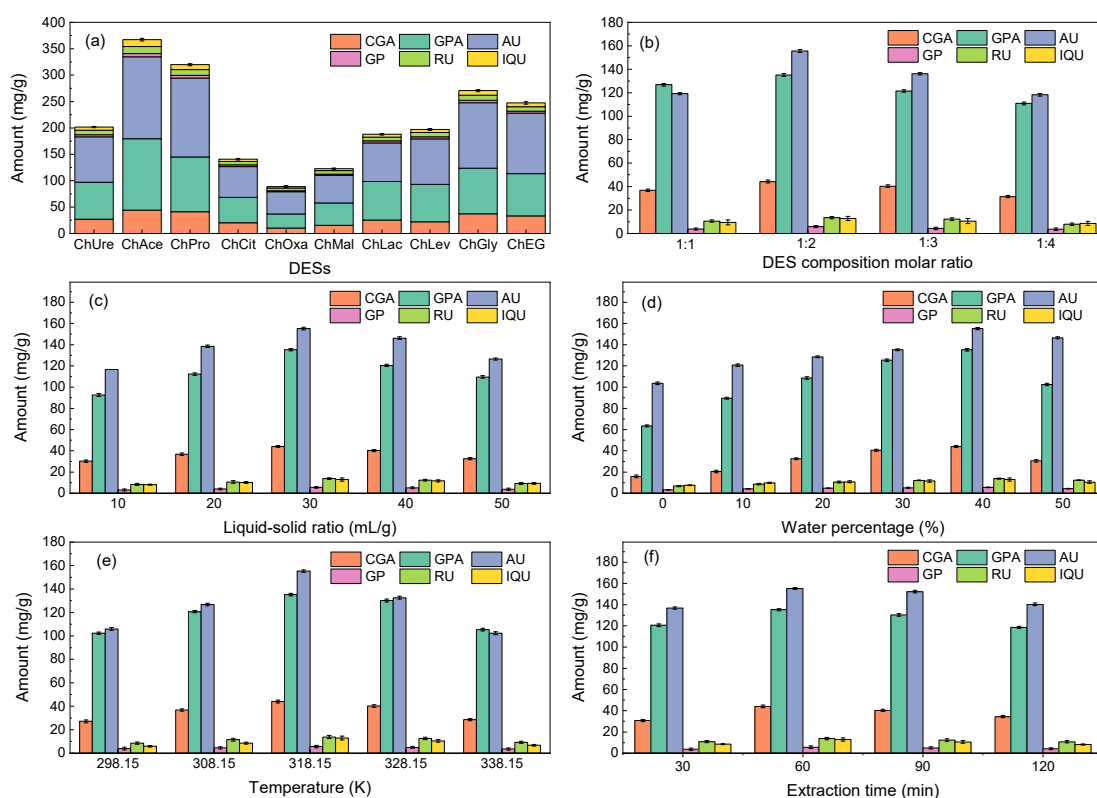 (a)
CGA GPA AU
GP RU IQU
400
350
300
250
200
150
100
50
0
Amount (mg/g)
ChUre ChAce ChPro ChCit ChOxa ChMal ChLac ChLev ChGly ChEG
DESs
(b)
CGA GPA AU
GP RU IQU
180
160
140
120
100
80
60
40
20
0
Amount (mg/g)
1:1 1:2 1:3 1:4
DES composition molar ratio
(c)
CGA GPA AU
GP RU IQU
180
160
140
120
100
80
60
40
20
0
Amount (mg/g)
10 20 30 40 50
Liquid-solid ratio (mL/g)
(d)
CGA GPA AU
GP RU IQU
180
160
140
120
100
80
60
40
20
0
Amount (mg/g)
0 10 20 30 40 50
Water percentage (%)
(e)
CGA GPA AU
GP RU IQU
180
160
140
120
100
80
60
40
20
0
Amount (mg/g)
298.15 308.15 318.15 328.15 338.15
Temperature (K)
(f)
CGA GPA AU
GP RU IQU
180
160
140
120
100
80
60
40
20
0
Amount (mg/g)
30 60 90 120
Extraction time (min)